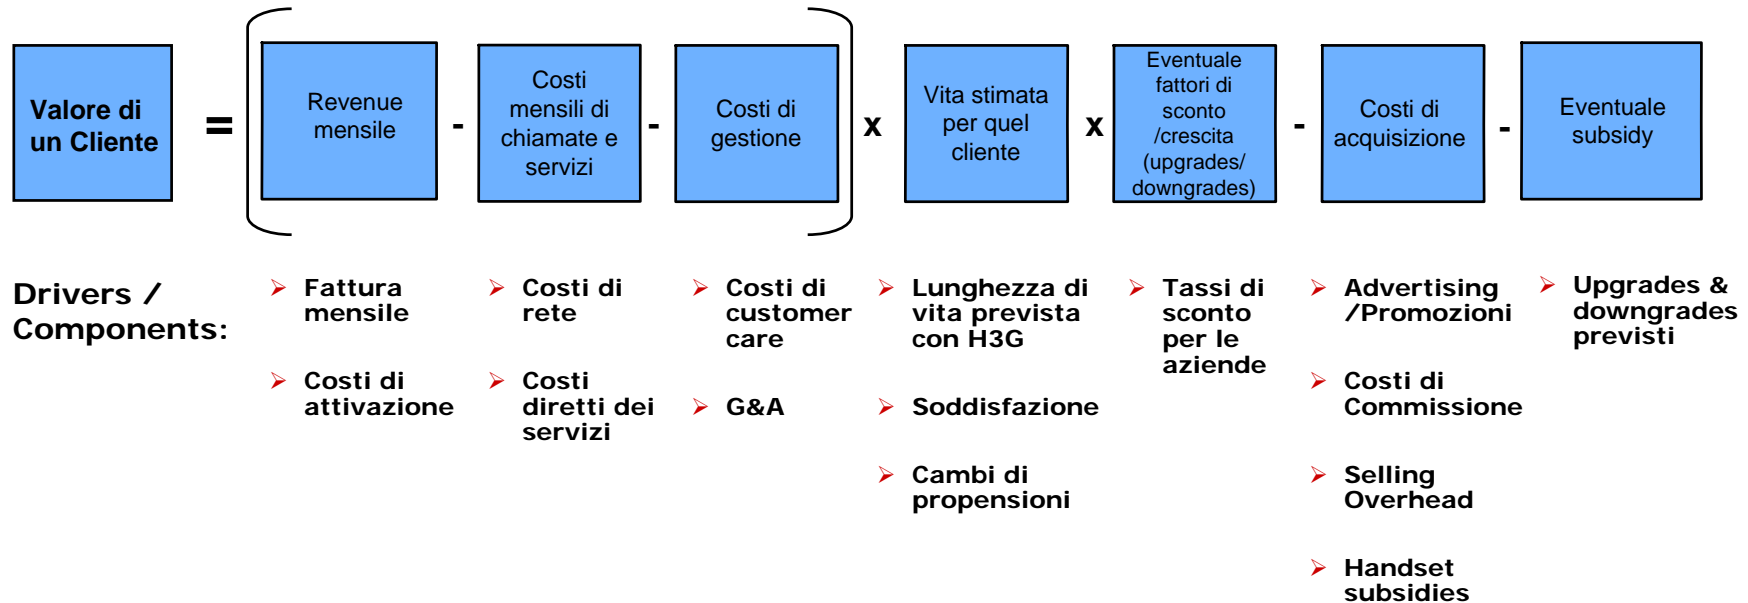 Valore di
un Cliente
=
Revenue
mensile
-
Costi
mensili di
chiamate e
servizi
-
Costi di
gestione
x
Vita stimata
per quel
cliente
x
Eventuale
fattori di
sconto
/crescita
(upgrades/
downgrades)
-
Costi di
acquisizione
-
Eventuale
subsidy
Drivers /
Components:
Fattura
mensile
Costi di
attivazione
Costi di
rete
Costi
diretti dei
servizi
Costi di
customer
care
G&A
Lunghezza di
vita prevista
con H3G
Soddisfazione
Cambi di
propensioni
Tassi di
sconto
per le
aziende
Advertising
/Promozioni
Costi di
Commissione
Selling
Overhead
Handset
subsidies
Upgrades &
downgrades
previsti